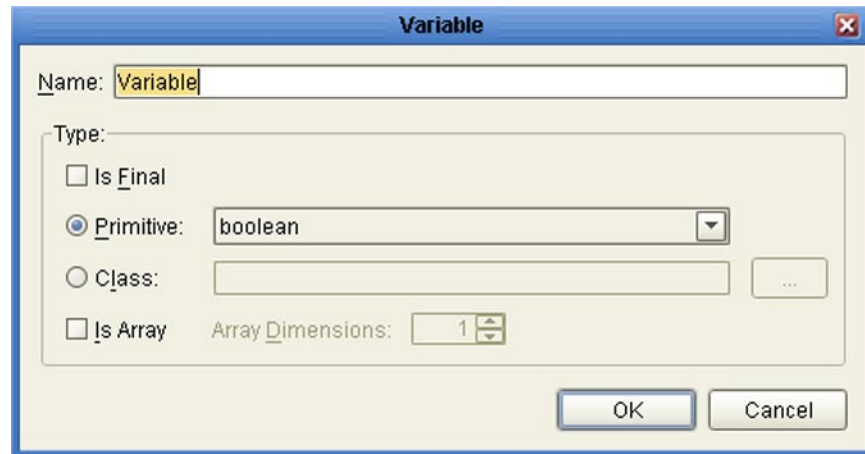 Variable
Name: Variable
Type:
Is Final
Primitive: boolean
Class: ...
Is Array Array Dimensions: 1
OK Cancel